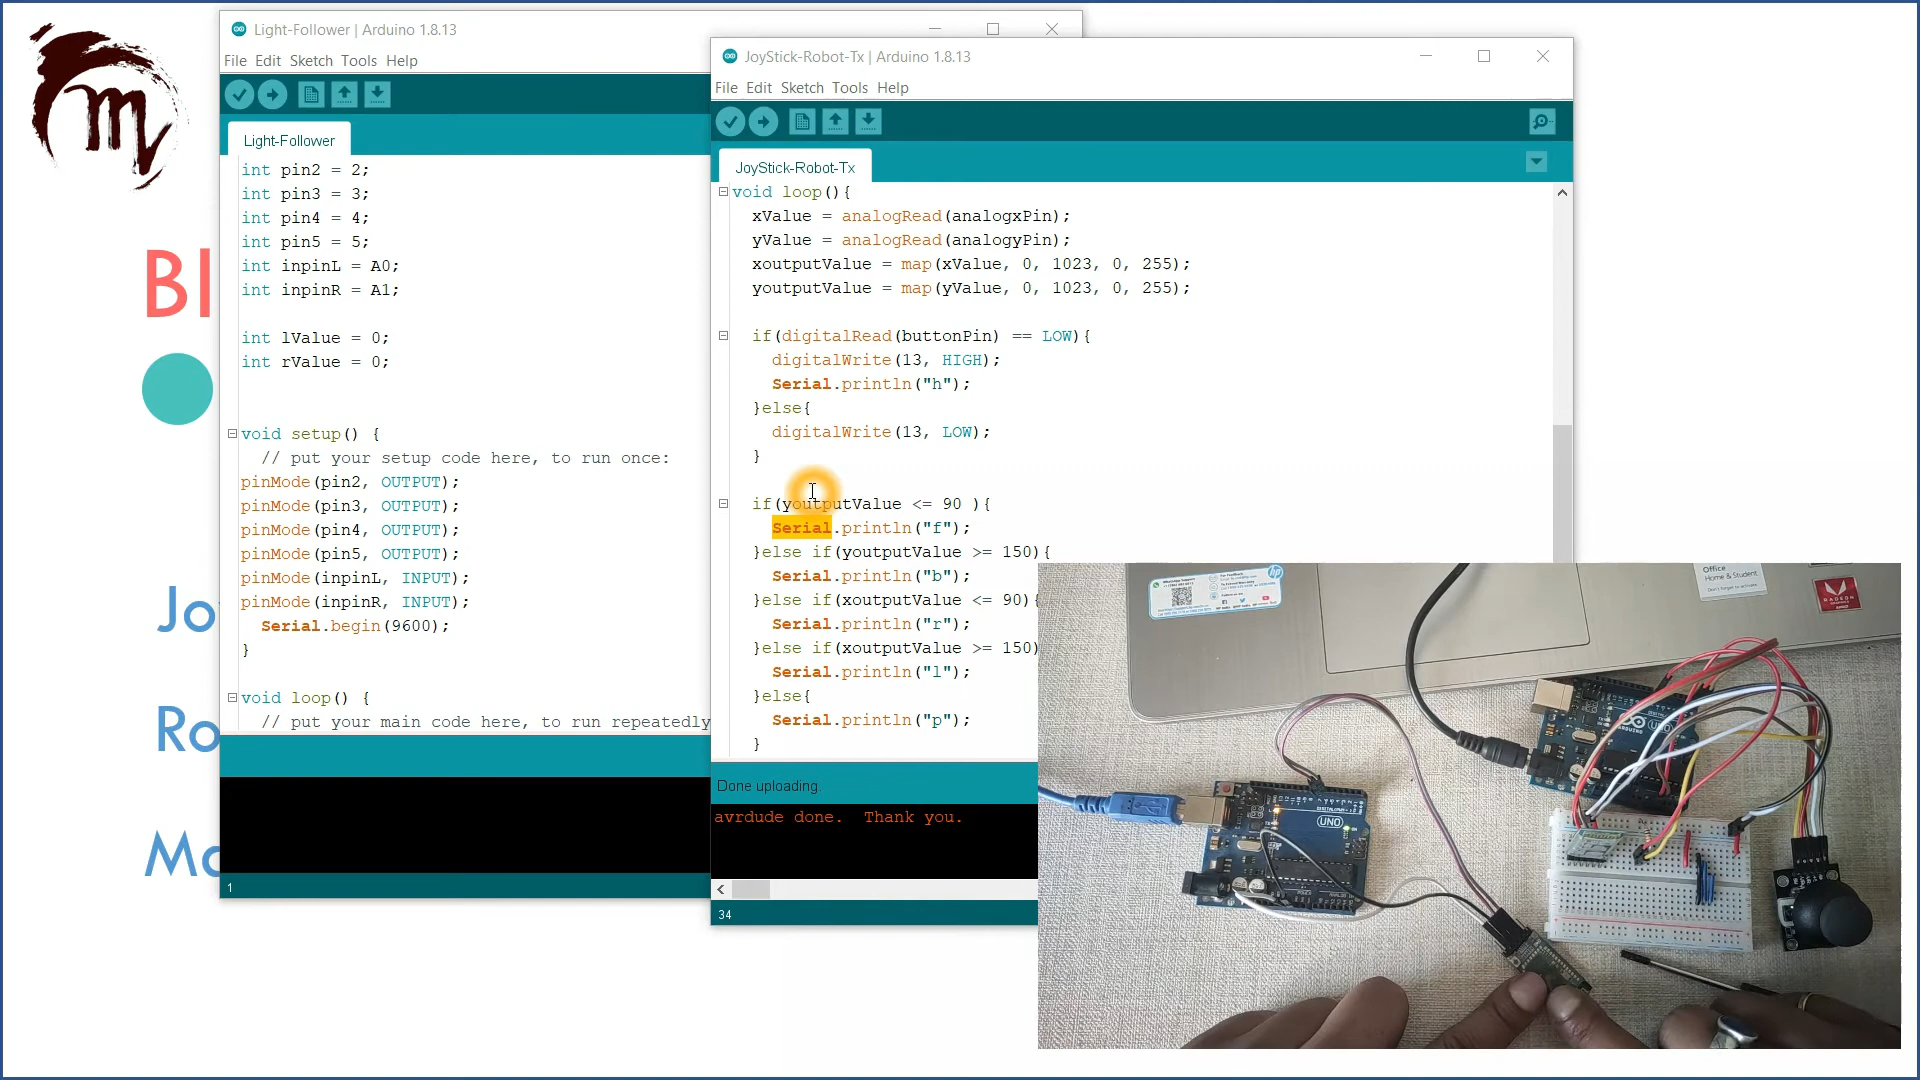 m
Bl
Jo
Ro
Ma
Light-Follower | Arduino 1.8.13
File Edit Sketch Tools Help
Light-Follower
int pin2 = 2;
int pin3 = 3;
int pin4 = 4;
int pin5 = 5;
int inpinL = A0;
int inpinR = A1;
int lValue = 0;
int rValue = 0;
void setup() {
// put your setup code here, to run once:
pinMode(pin2, OUTPUT);
pinMode(pin3, OUTPUT);
pinMode(pin4, OUTPUT);
pinMode(pin5, OUTPUT);
pinMode(inpinL, INPUT);
pinMode(inpinR, INPUT);
Serial.begin(9600);
}
void loop() {
// put your main code here, to run repeatedly
1
JoyStick-Robot-Tx | Arduino 1.8.13
File Edit Sketch Tools Help
JoyStick-Robot-Tx
void loop(){
xValue = analogRead(analogxPin);
yValue = analogRead(analogyPin);
xoutputValue = map(xValue, 0, 1023, 0, 255);
youtputValue = map(yValue, 0, 1023, 0, 255);
if(digitalRead(buttonPin) == LOW){
digitalWrite(13, HIGH);
Serial.println("h");
}else{
digitalWrite(13, LOW);
}
if(youtputValue <= 90 ){
Serial.println("f");
}else if(youtputValue >= 150){
Serial.println("b");
}else if(xoutputValue <= 90){
Serial.println("r");
}else if(xoutputValue >= 150)
Serial.println("l");
}else{
Serial.println("p");
}
Done uploading.
avrdude done.  Thank you.
34
hp
Office
Home & Student
RADEON
UNO
UNO